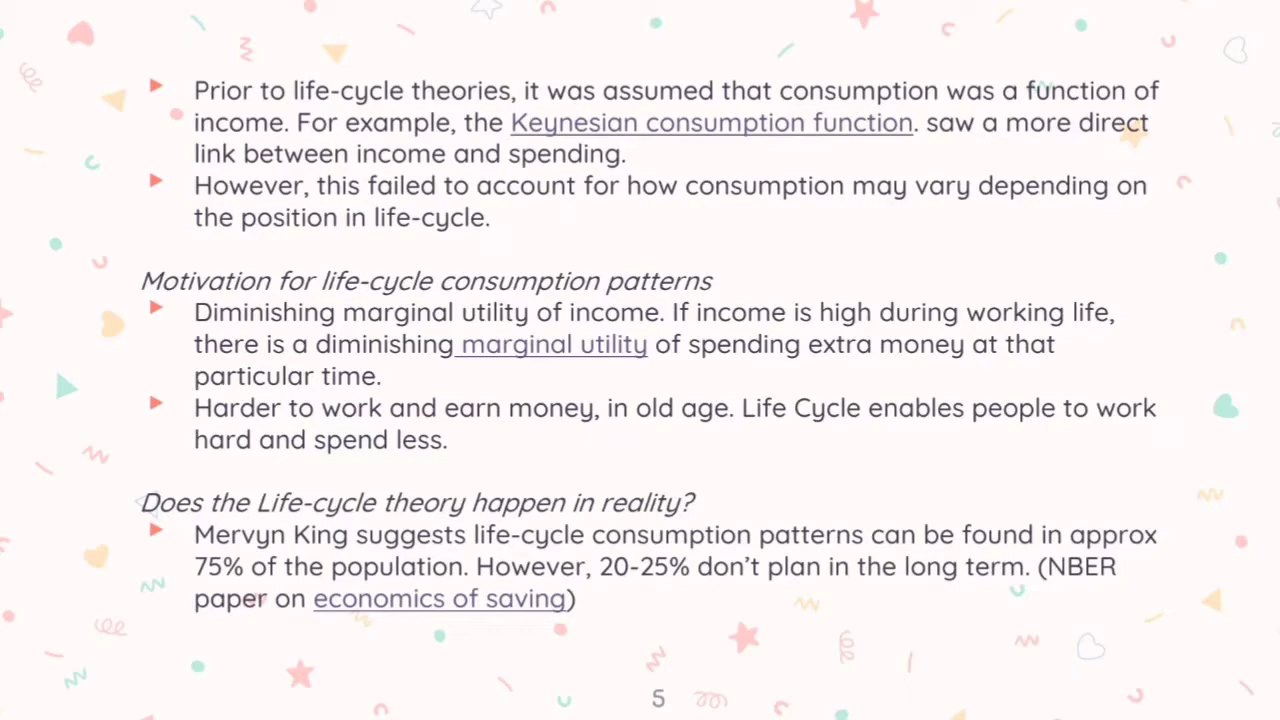 Prior to life-cycle theories, it was assumed that consumption was a function of
income. For example, the Keynesian consumption function. saw a more direct
link between income and spending.
However, this failed to account for how consumption may vary depending on
the position in life-cycle.
Motivation for life-cycle consumption patterns
Diminishing marginal utility of income. If income is high during working life,
there is a diminishing marginal utility of spending extra money at that
particular time.
Harder to work and earn money, in old age. Life Cycle enables people to work
hard and spend less.
Does the Life-cycle theory happen in reality?
Mervyn King suggests life-cycle consumption patterns can be found in approx
75% of the population. However, 20-25% don’t plan in the long term. (NBER
paper on economics of saving)
5